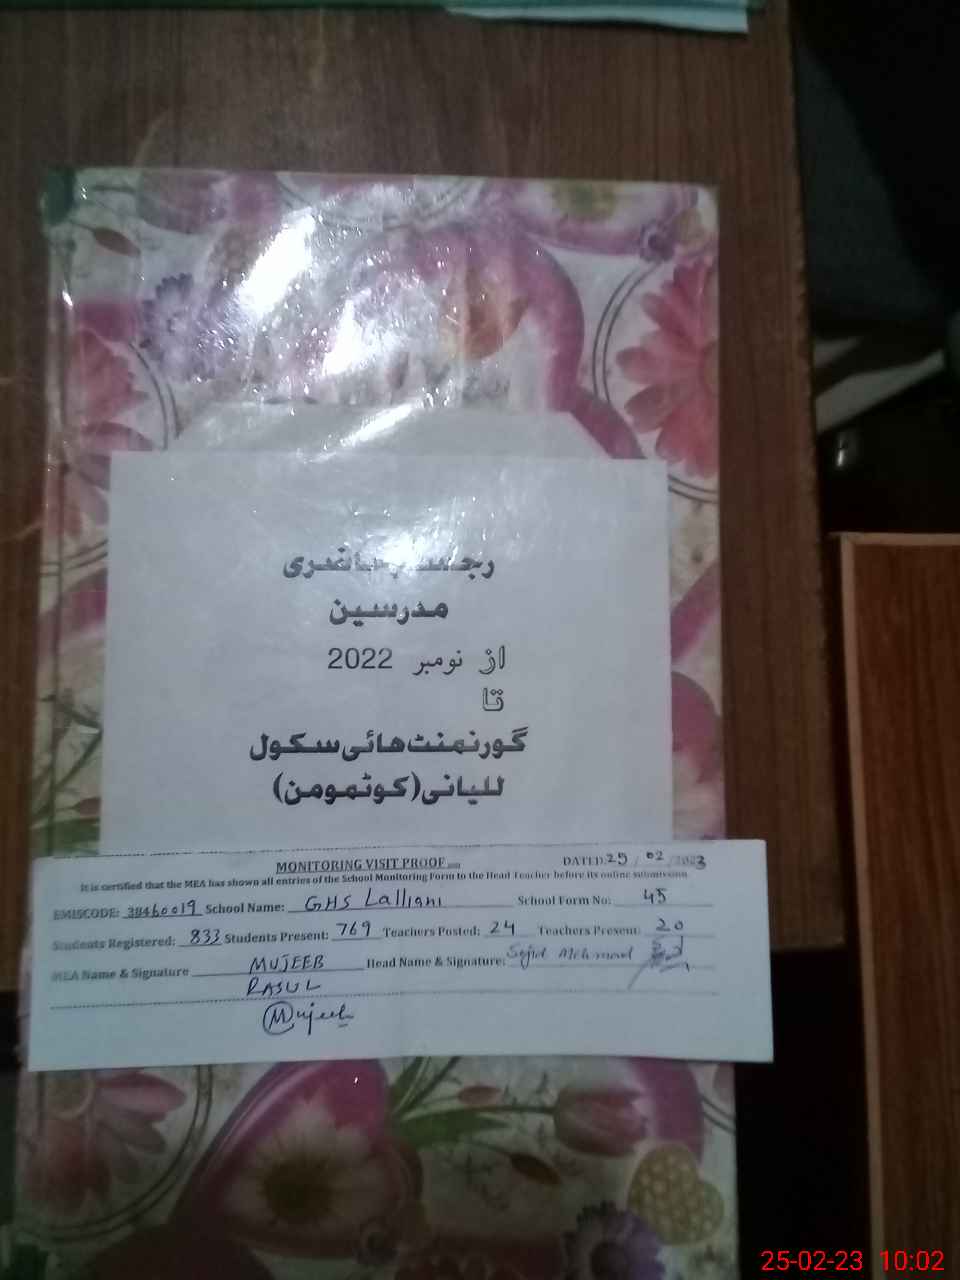 رجسٹر حاضری
مدرسین
از نومبر 2022
تا
گورنمنٹ ھائی سکول
للیانی (کوٹمومن)
MONITORING VISIT PROOF
DATED: 25 / 02 / 2023
It is certified that the MEA has shown all entries of the School Monitoring Form to the Head Teacher before its online submission
EMISCODE: 38460019 School Name: GHS Lalliani School Form No: 45
Students Registered: 833 Students Present: 769 Teachers Posted: 24 Teachers Present: 20
MEA Name & Signature MUJEEB Head Name & Signature: Sajid Mehmood
RASUL
Mujeeb
25-02-23 10:02